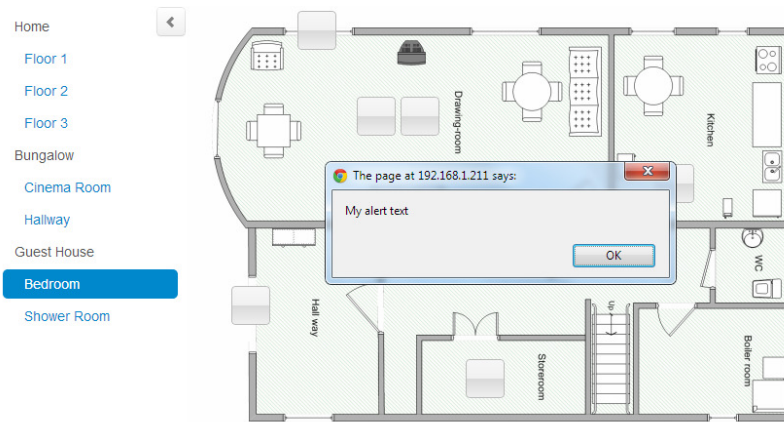 Home
Floor 1
Floor 2
Floor 3
Bungalow
Cinema Room
Hallway
Guest House
Bedroom
Shower Room
Drawing-room
Kitchen
The page at 192.168.1.211 says:
My alert text
OK
Hall way
Storeroom
Up
WC
Boiler room